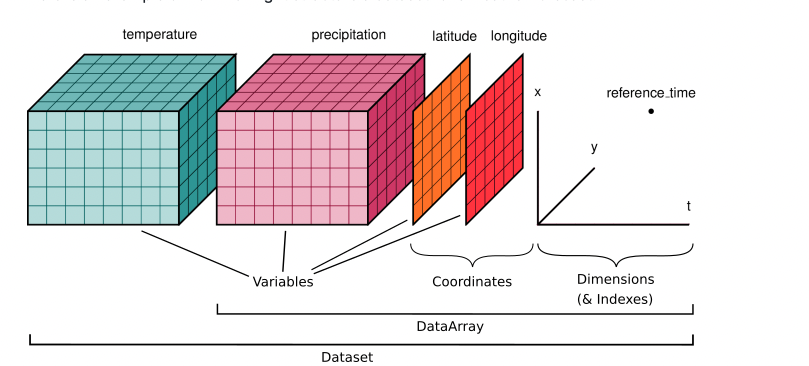 temperature
precipitation
latitude
longitude
x
reference_time
y
t
Variables
Coordinates
Dimensions
(& Indexes)
DataArray
Dataset